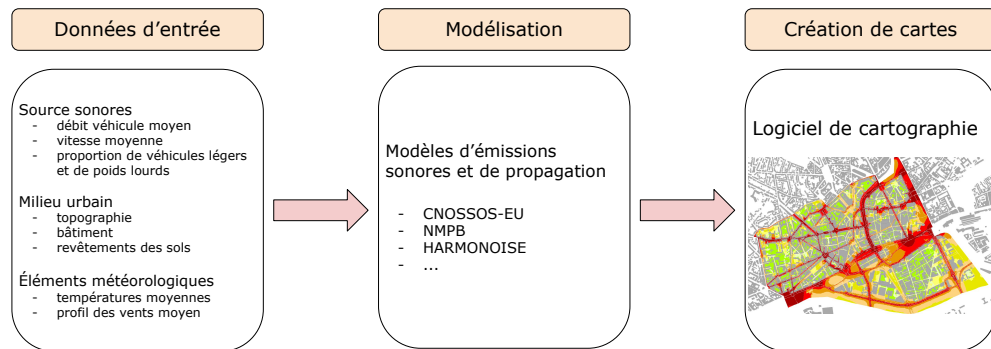 Données d'entrée
Source sonores
- débit véhicule moyen
- vitesse moyenne
- proportion de véhicules légers
et de poids lourds
Milieu urbain
- topographie
- bâtiment
- revêtements des sols
Éléments météorologiques
- températures moyennes
- profil des vents moyen
Modélisation
Modèles d'émissions
sonores et de propagation
- CNOSSOS-EU
- NMPB
- HARMONOISE
- ...
Création de cartes
Logiciel de cartographie